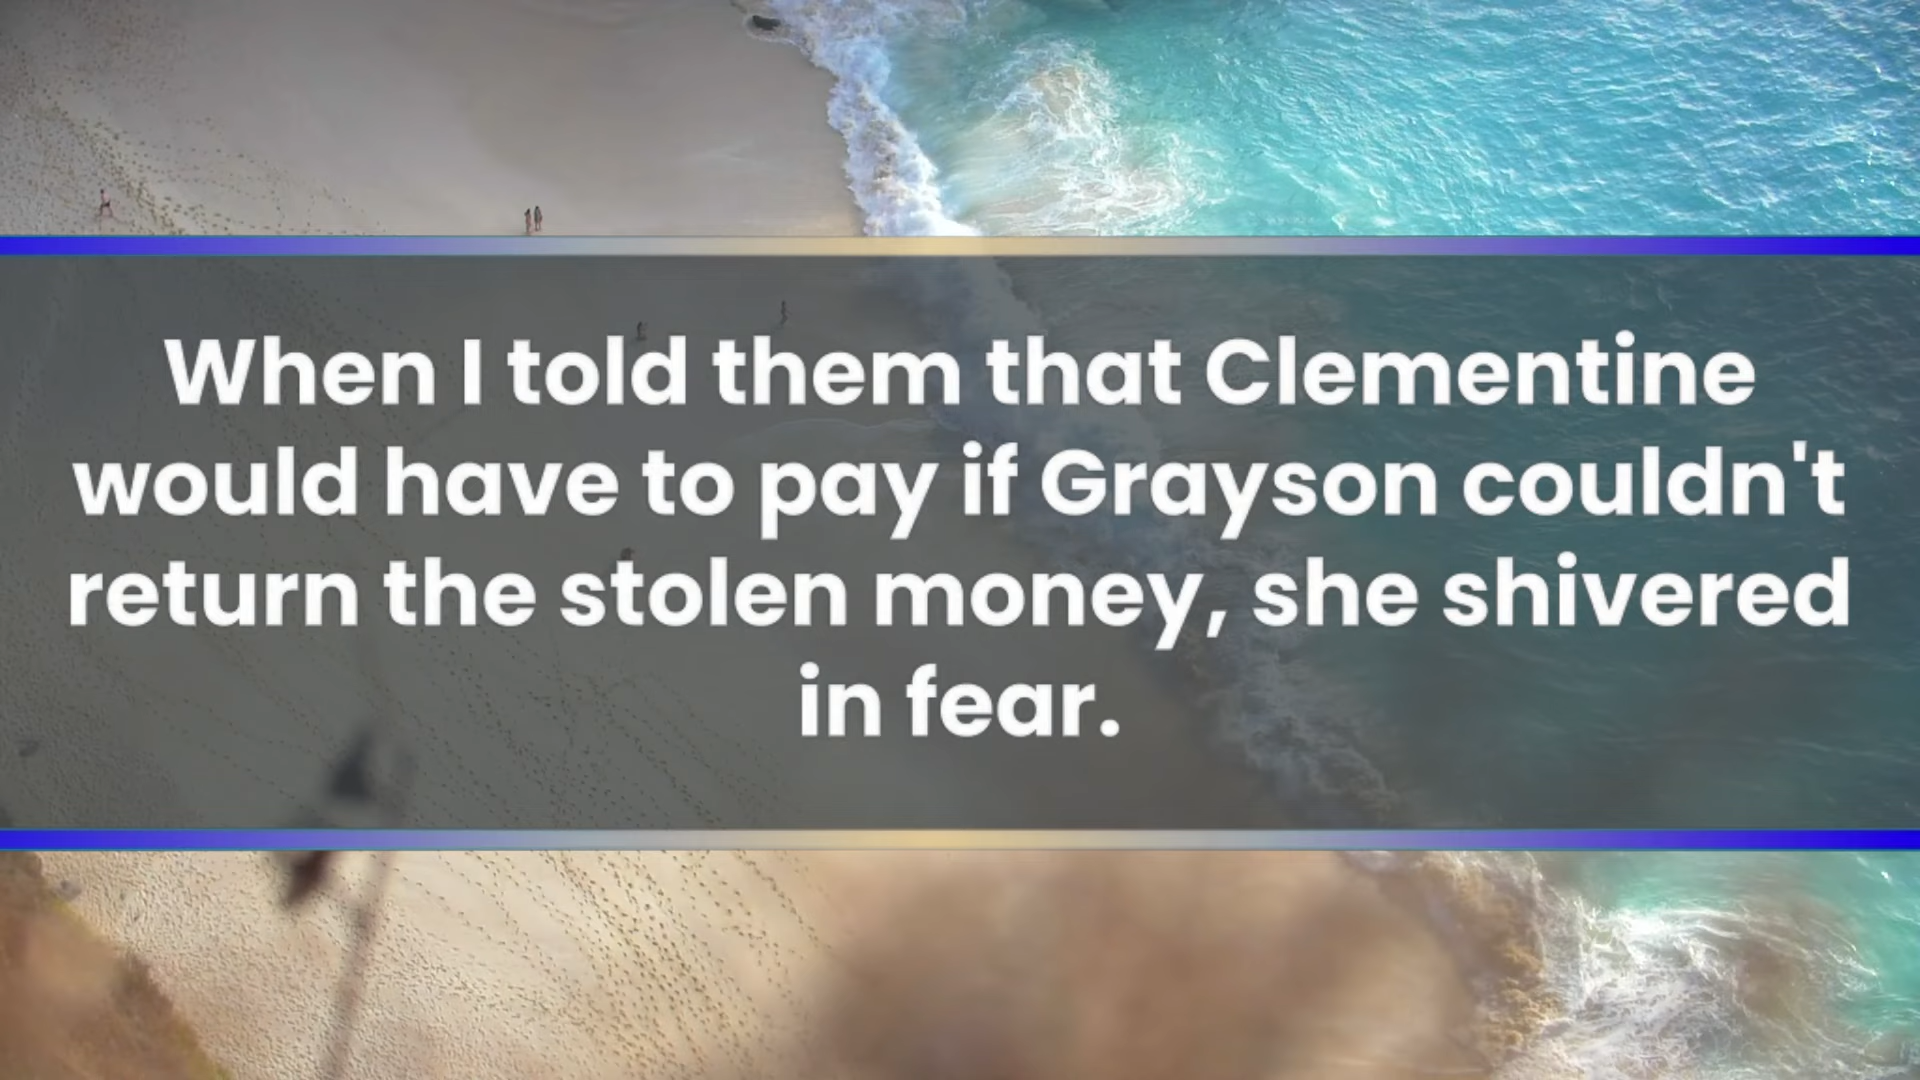 When I told them that Clementine
would have to pay if Grayson couldn't
return the stolen money, she shivered
in fear.